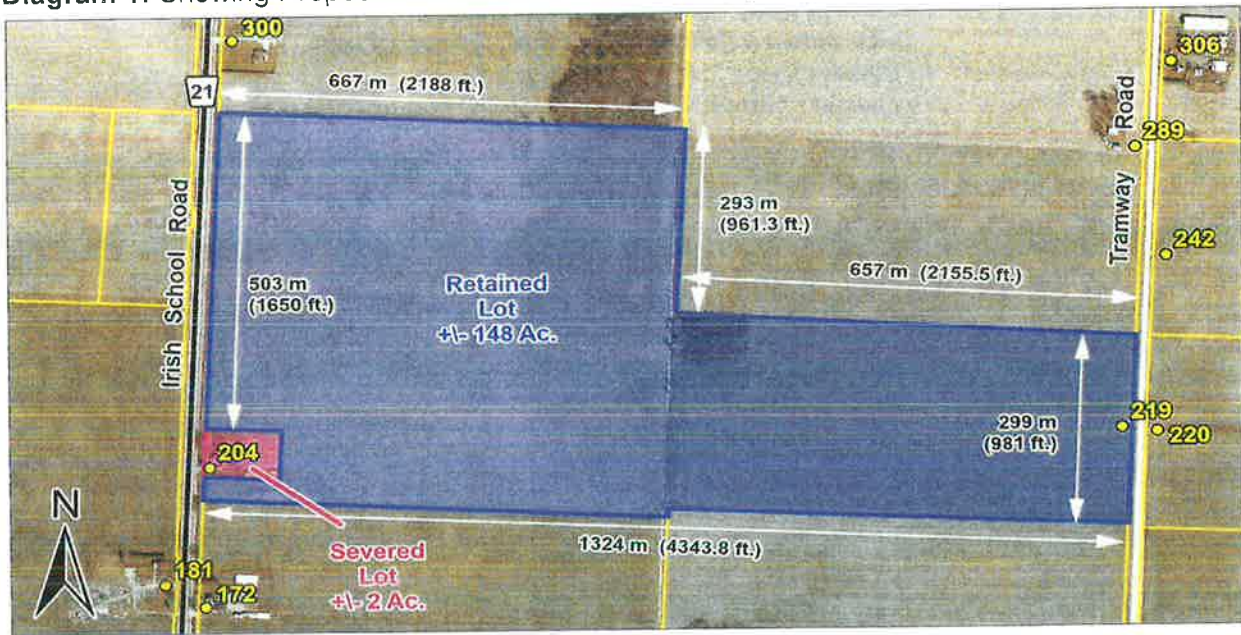 300
306
21
667 m (2188 ft.)
289
Tramway Road
293 m
(961.3 ft.)
242
657 m (2155.5 ft.)
503 m
(1650 ft.)
Retained
Lot
+\- 148 Ac.
Irish School Road
299 m
(981 ft.)
219
220
204
N
1324 m (4343.8 ft.)
Severed
Lot
+\- 2 Ac.
181
172